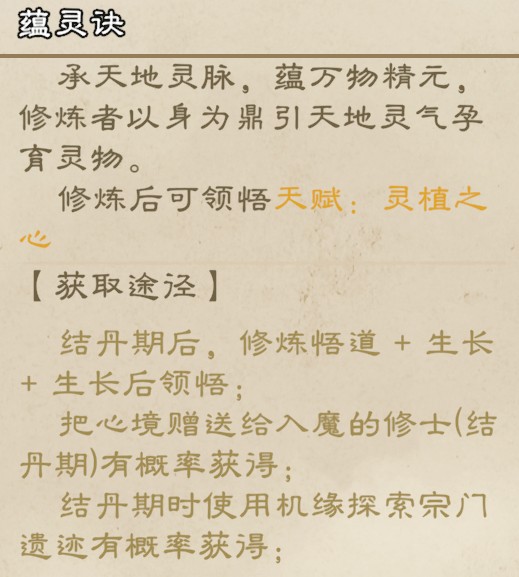 蕴灵诀
承天地灵脉，蕴万物精元，
修炼者以身为鼎引天地灵气孕
育灵物。
修炼后可领悟天赋：灵植之
心
【获取途径】
结丹期后，修炼悟道 + 生长
+ 生长后领悟；
把心境赠送给入魔的修士(结
丹期)有概率获得；
结丹期时使用机缘探索宗门
遗迹有概率获得；